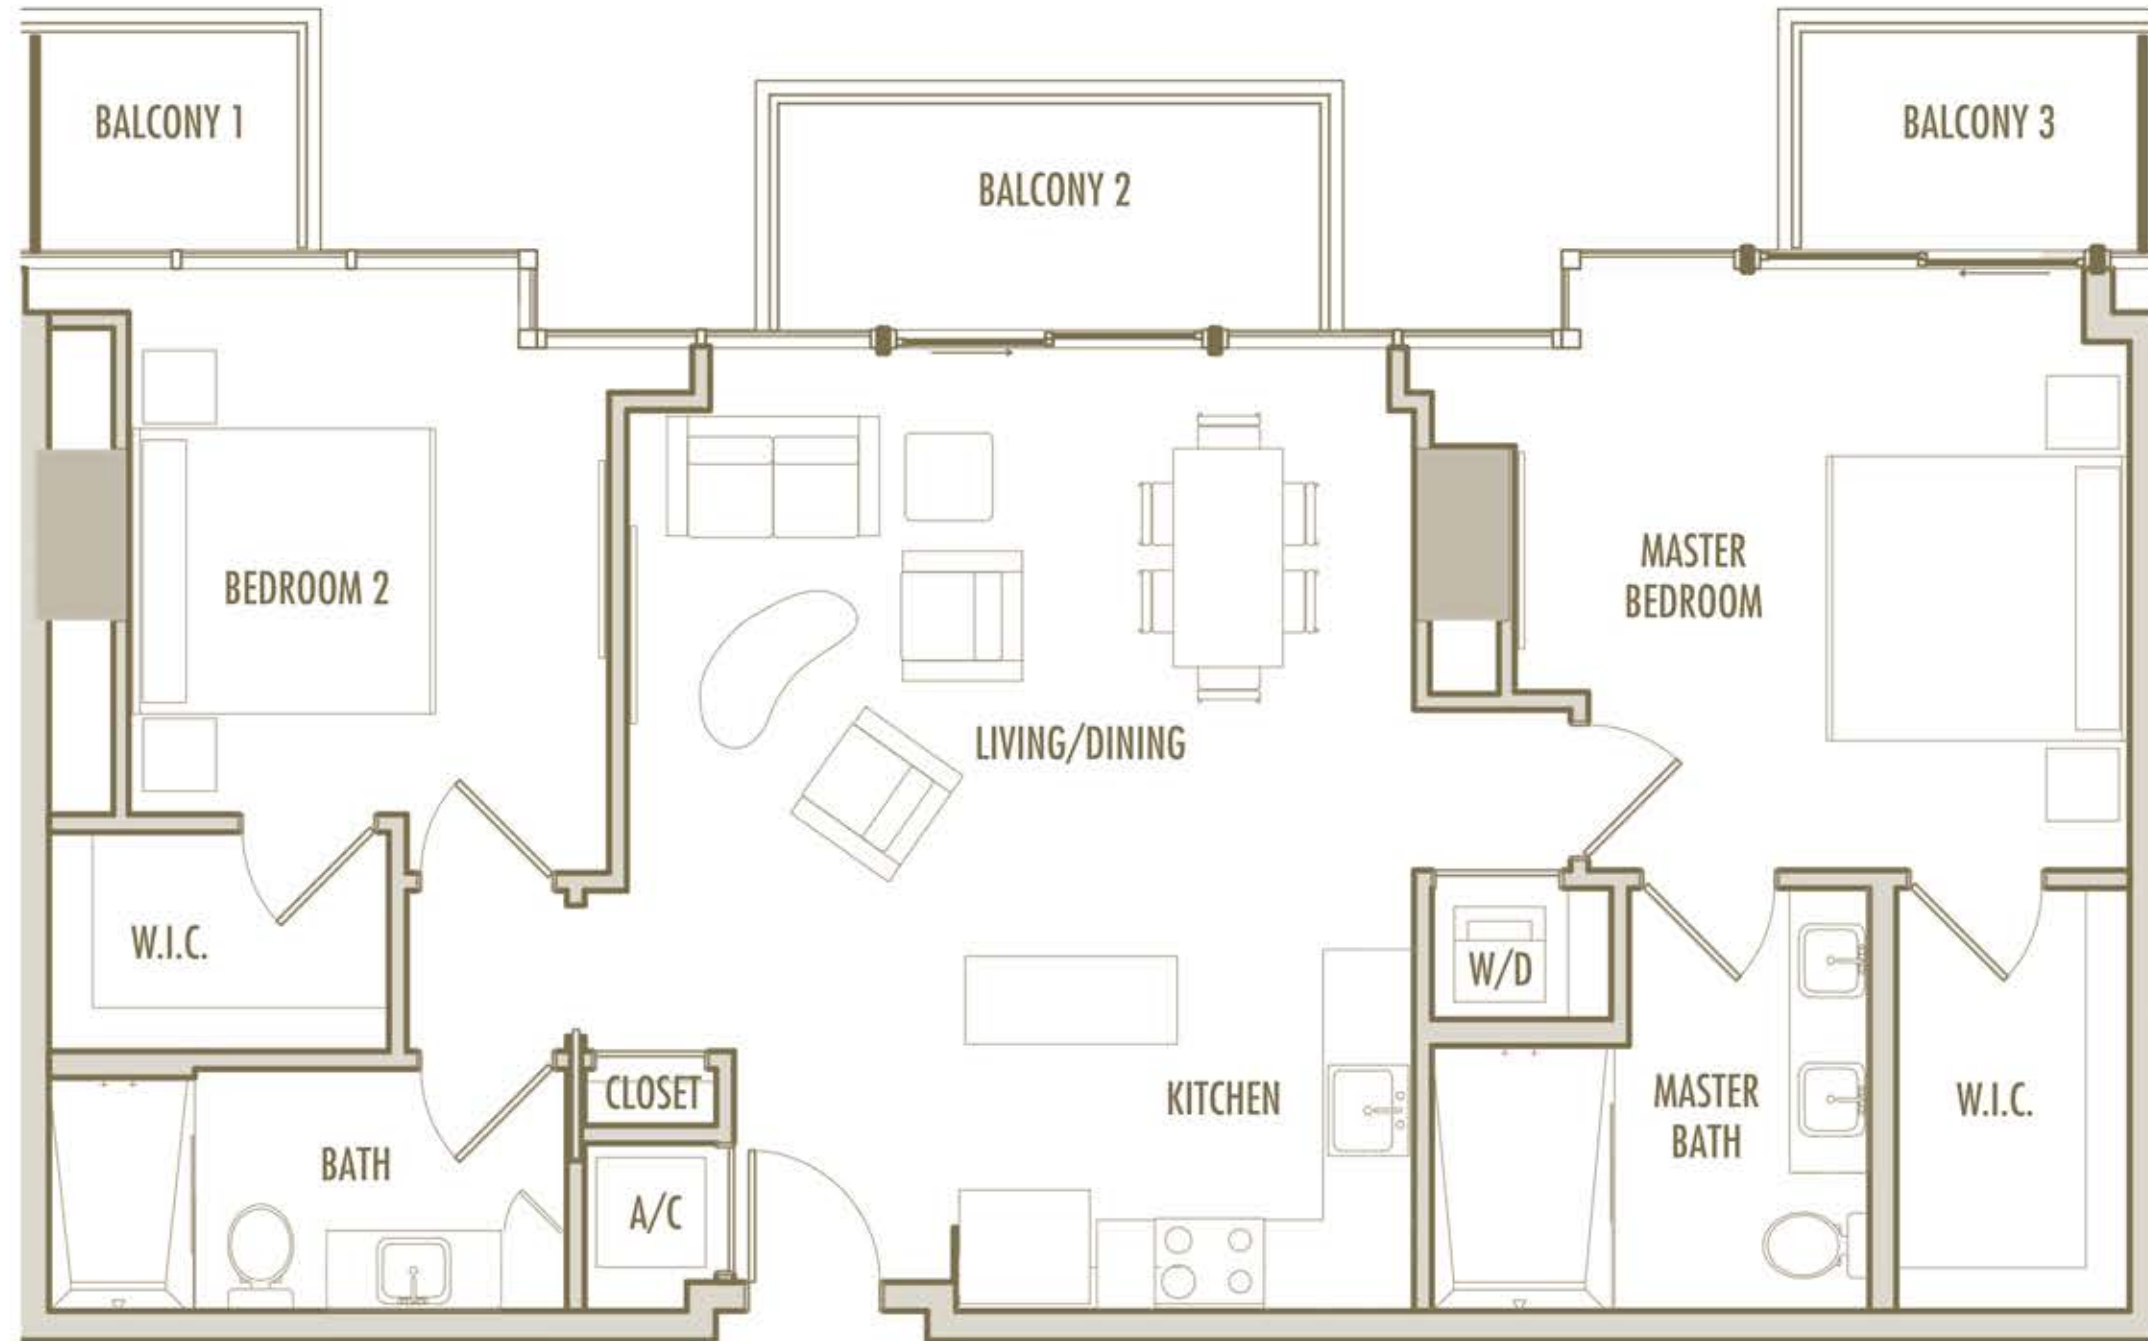 BALCONY 1
BALCONY 2
BALCONY 3
BEDROOM 2
LIVING/DINING
MASTER
BEDROOM
W.I.C.
W/D
CLOSET
KITCHEN
MASTER
BATH
W.I.C.
BATH
A/C